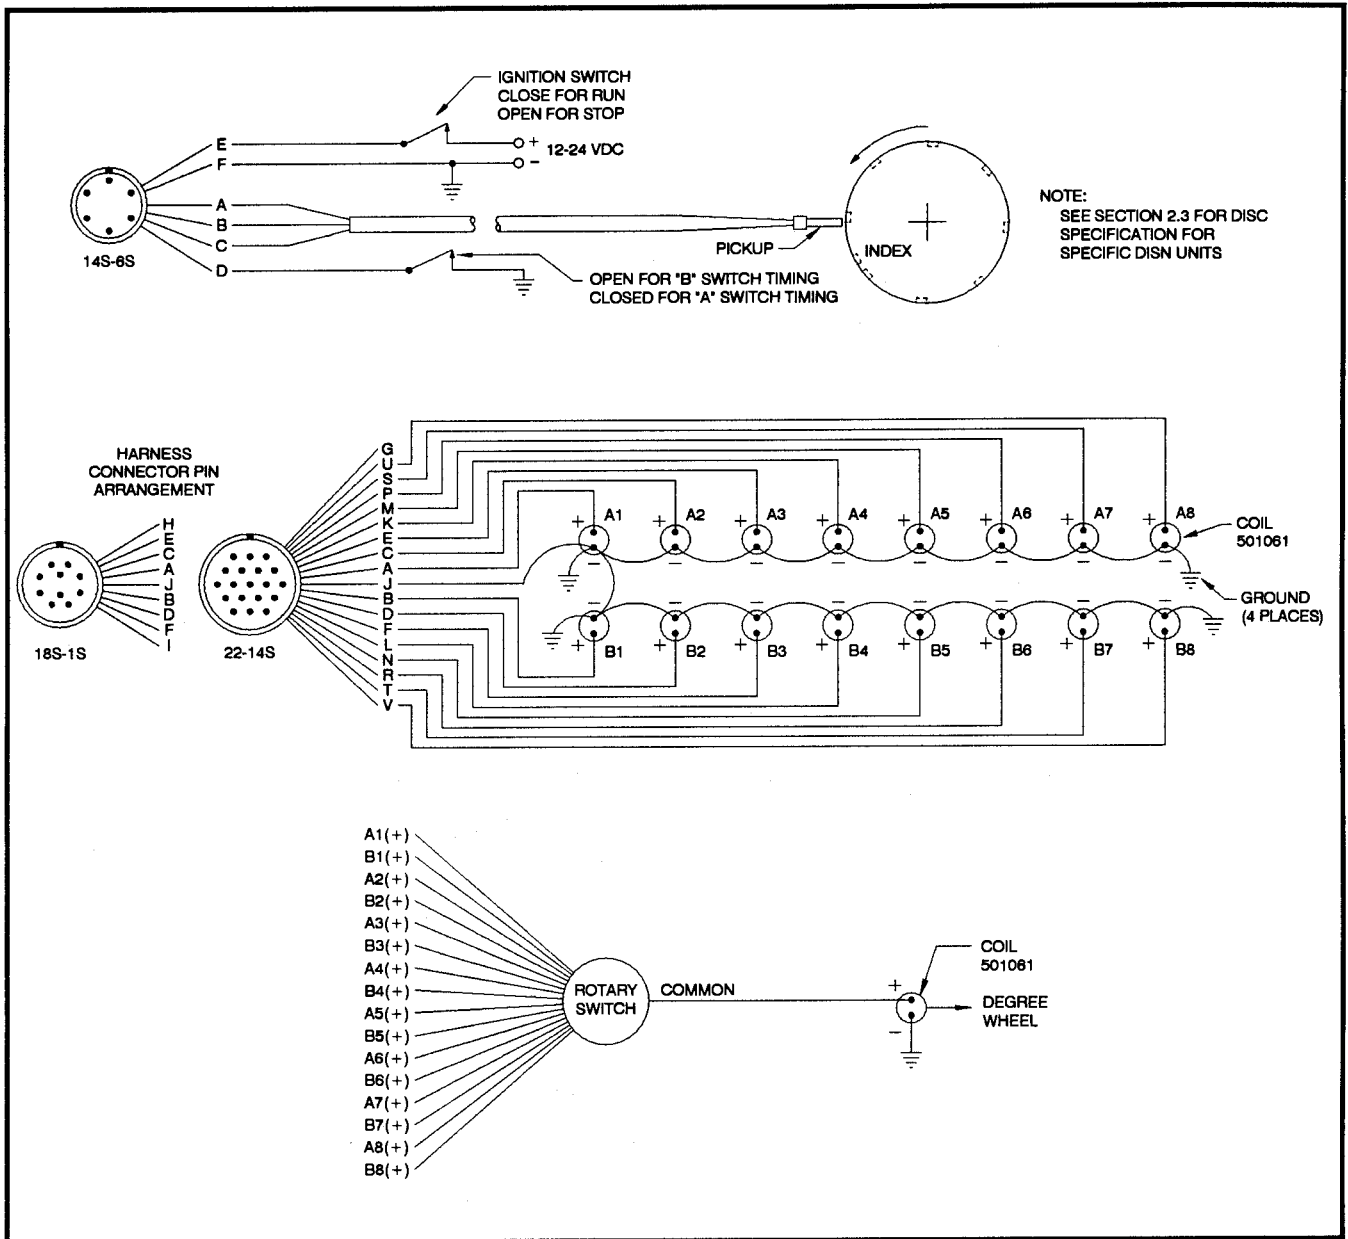 IGNITION SWITCH
CLOSE FOR RUN
OPEN FOR STOP
E
F
+
12-24 VDC
-
A
B
C
D
14S-6S
PICKUP
INDEX
NOTE:
SEE SECTION 2.3 FOR DISC
SPECIFICATION FOR
SPECIFIC DISN UNITS
OPEN FOR "B" SWITCH TIMING
CLOSED FOR "A" SWITCH TIMING
HARNESS
CONNECTOR PIN
ARRANGEMENT
H
E
C
A
J
B
D
F
I
18S-1S
22-14S
G
U
S
P
M
K
E
C
A
J
B
D
F
L
N
R
T
V
+ A1 + A2 + A3 + A4 + A5 + A6 + A7 + A8
COIL
501061
- - - - - - - -
GROUND
(4 PLACES)
- - - - - - - -
+ B1 + B2 + B3 + B4 + B5 + B6 + B7 + B8
A1(+)
B1(+)
A2(+)
B2(+)
A3(+)
B3(+)
A4(+)
B4(+)
A5(+)
B5(+)
A6(+)
B6(+)
A7(+)
B7(+)
A8(+)
B8(+)
ROTARY
SWITCH
COMMON
+
-
COIL
501061
DEGREE
WHEEL